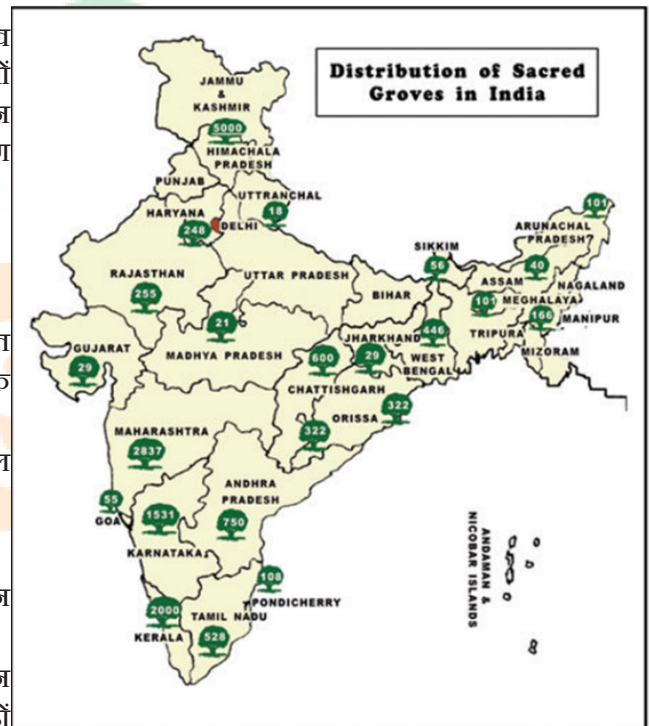 Distribution of Sacred
Groves in India
JAMMU
&
KASHMIR
5000
HIMACHALA
PRADESH
PUNJAB
UTTRANCHAL
18
HARYANA
248
DELHI
101
ARUNACHAL
PRADESH?
SIKKIM
56
40
ASSAM
NAGALAND
RAJASTHAN
255
UTTAR PRADESH
BIHAR
101
MEGHALAYA
166
MANIPUR
21
TRIPURA
MIZORAM
GUJARAT
29
MADHYA PRADESH
600
JHARKHAND
29
446
WEST
BENGAL
CHATTISHGARH
322
ORISSA
322
MAHARASHTRA
2837
ANDHRA
PRADESH
750
55
GOA
1531
KARNATAKA
108
PONDICHERRY
2000
KERALA
TAMIL NADU
528
ANDAMAN &
NICOBAR ISLANDS